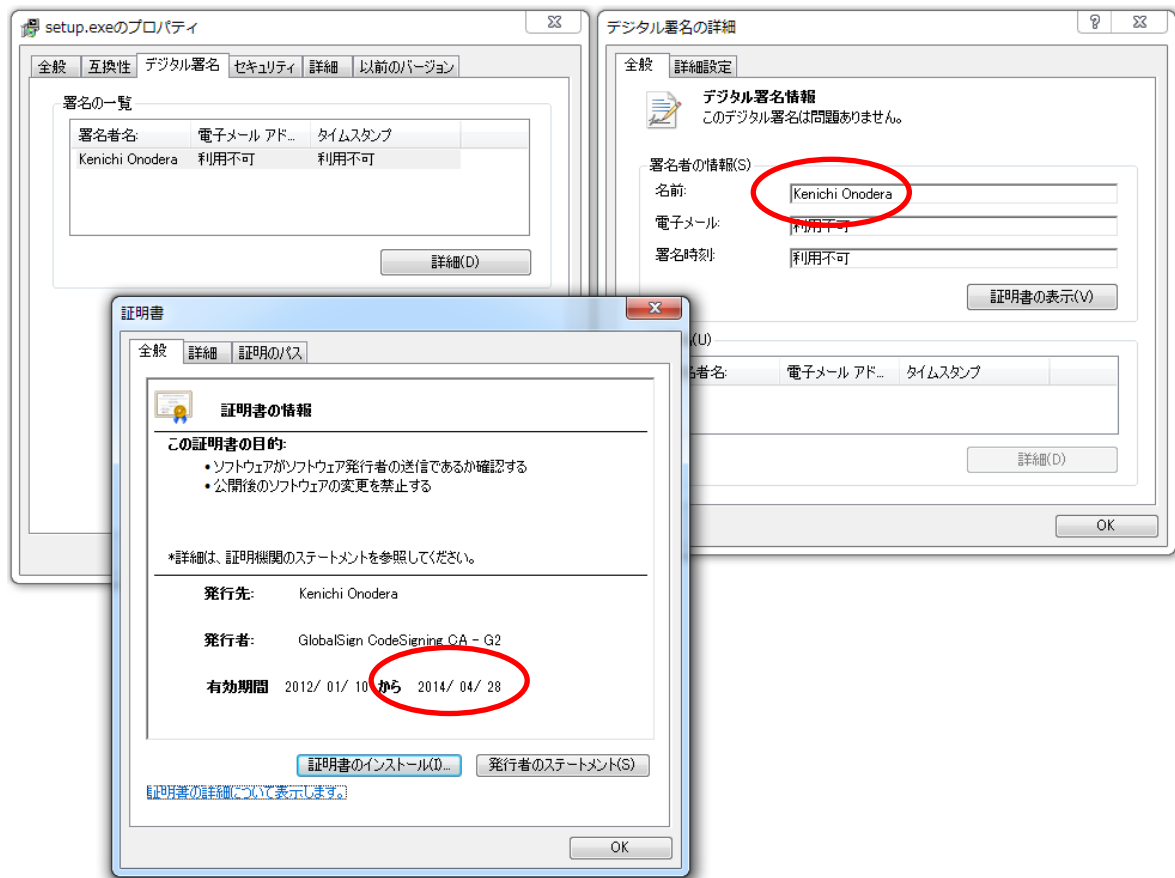 setup.exeのプロパティ
全般 互換性 デジタル署名 セキュリティ 詳細 以前のバージョン
署名の一覧
署名者名: 電子メール アド... タイムスタンプ
Kenichi Onodera 利用不可 利用不可
詳細(D)
デジタル署名の詳細
全般 詳細設定
デジタル署名情報
このデジタル署名は問題ありません。
署名者の情報(S)
名前: Kenichi Onodera
電子メール: 利用不可
署名時刻: 利用不可
証明書の表示(V)
(U)
者名: 電子メール アド... タイムスタンプ
詳細(D)
OK
証明書
全般 詳細 証明のパス
証明書の情報
この証明書の目的:
•ソフトウェアがソフトウェア発行者の送信であるか確認する
•公開後のソフトウェアの変更を禁止する
*詳細は、証明機関のステートメントを参照してください。
発行先: Kenichi Onodera
発行者: GlobalSign CodeSigning CA - G2
有効期間 2012/ 01/ 10 から 2014/ 04/ 28
証明書のインストール(I)... 発行者のステートメント(S)
証明書の詳細について表示します。
OK